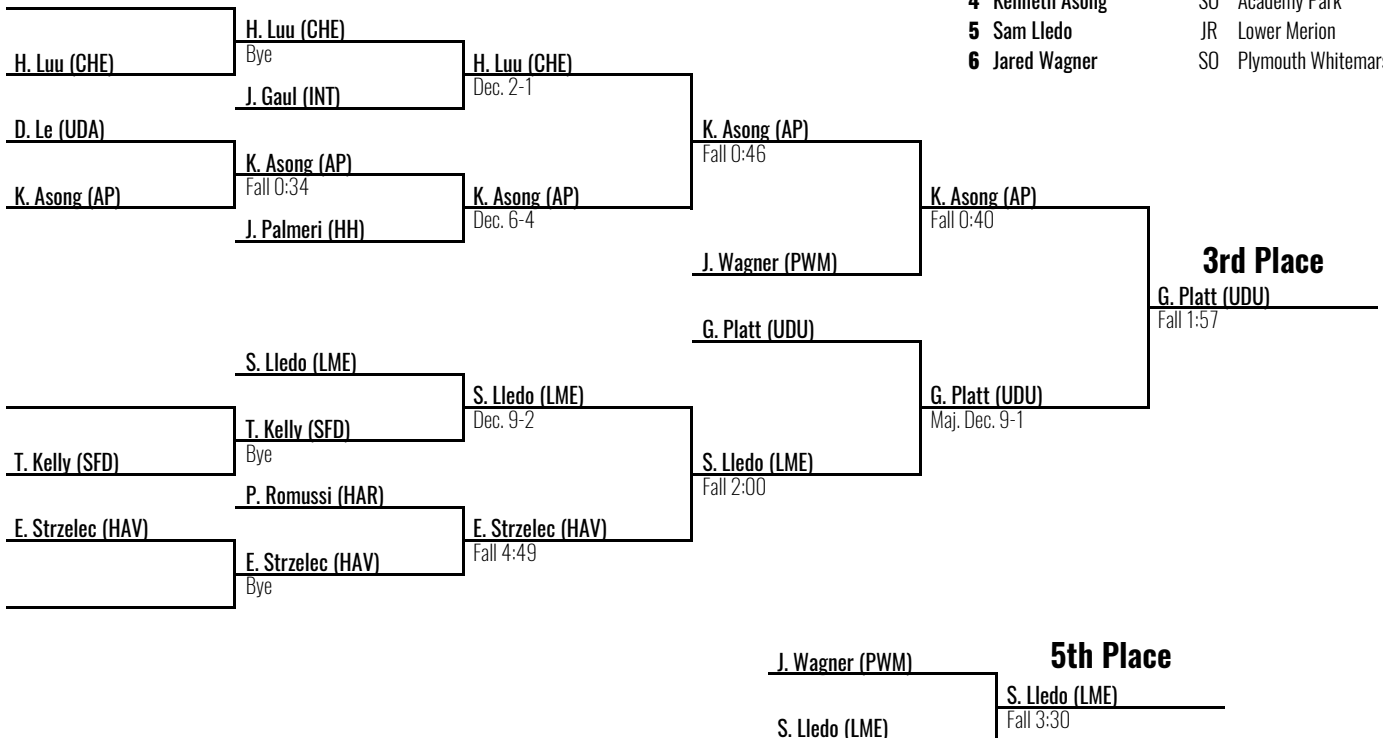 4 Kenneth Asong SO Academy Park
5 Sam Lledo JR Lower Merion
6 Jared Wagner SO Plymouth Whitemars
H. Luu (CHE)
H. Luu (CHE)
Bye
J. Gaul (INT)
H. Luu (CHE)
Dec. 2-1
D. Le (UDA)
K. Asong (AP)
K. Asong (AP)
Fall 0:34
J. Palmeri (HH)
K. Asong (AP)
Dec. 6-4
K. Asong (AP)
Fall 0:46
J. Wagner (PWM)
K. Asong (AP)
Fall 0:40
3rd Place
G. Platt (UDU)
Fall 1:57
G. Platt (UDU)
G. Platt (UDU)
Maj. Dec. 9-1
S. Lledo (LME)
S. Lledo (LME)
Dec. 9-2
T. Kelly (SFD)
T. Kelly (SFD)
Bye
S. Lledo (LME)
Fall 2:00
P. Romussi (HAR)
E. Strzelec (HAV)
E. Strzelec (HAV)
Fall 4:49
E. Strzelec (HAV)
Bye
5th Place
J. Wagner (PWM)
S. Lledo (LME)
Fall 3:30
S. Lledo (LME)